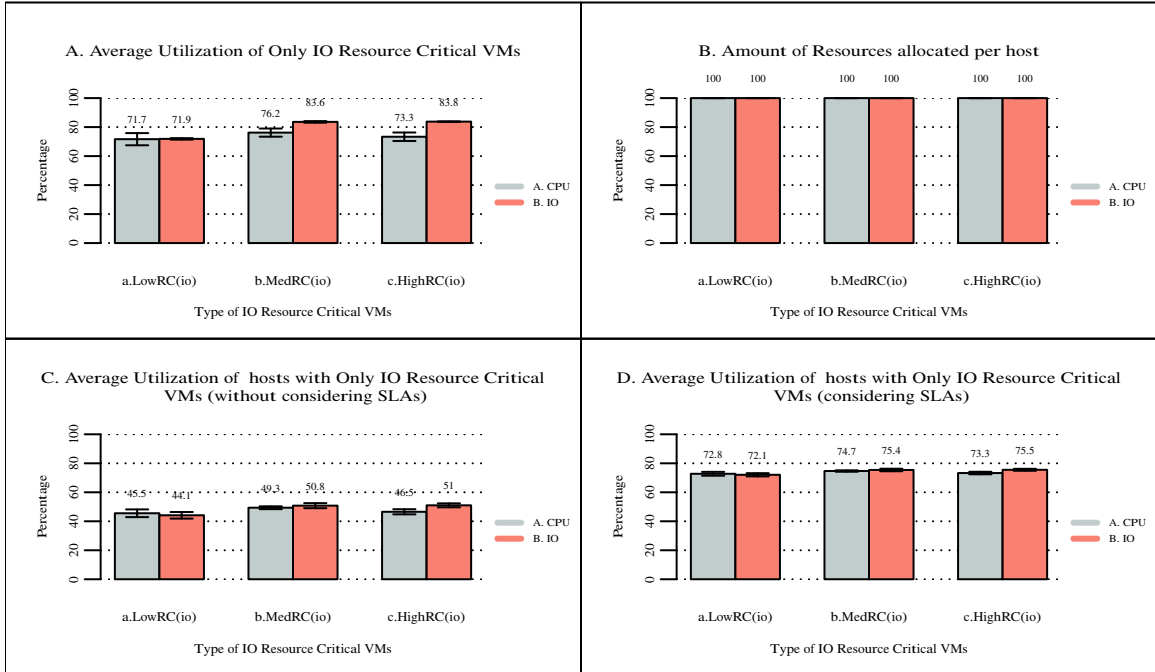 A. Average Utilization of Only IO Resource Critical VMs
71.7 71.9 76.2 83.6 73.3 83.8
Percentage
0 20 40 60 80 100
a.LowRC(io) b.MedRC(io) c.HighRC(io)
Type of IO Resource Critical VMs
A. CPU
B. IO
B. Amount of Resources allocated per host
100 100 100 100 100 100
Percentage
0 20 40 60 80 100
a.LowRC(io) b.MedRC(io) c.HighRC(io)
Type of IO Resource Critical VMs
A. CPU
B. IO
C. Average Utilization of hosts with Only IO Resource Critical
VMs (without considering SLAs)
45.5 44.1 49.3 50.8 46.5 51
Percentage
0 20 40 60 80 100
a.LowRC(io) b.MedRC(io) c.HighRC(io)
Type of IO Resource Critical VMs
A. CPU
B. IO
D. Average Utilization of hosts with Only IO Resource Critical
VMs (considering SLAs)
72.8 72.1 74.7 75.4 73.3 75.5
Percentage
0 20 40 60 80 100
a.LowRC(io) b.MedRC(io) c.HighRC(io)
Type of IO Resource Critical VMs
A. CPU
B. IO